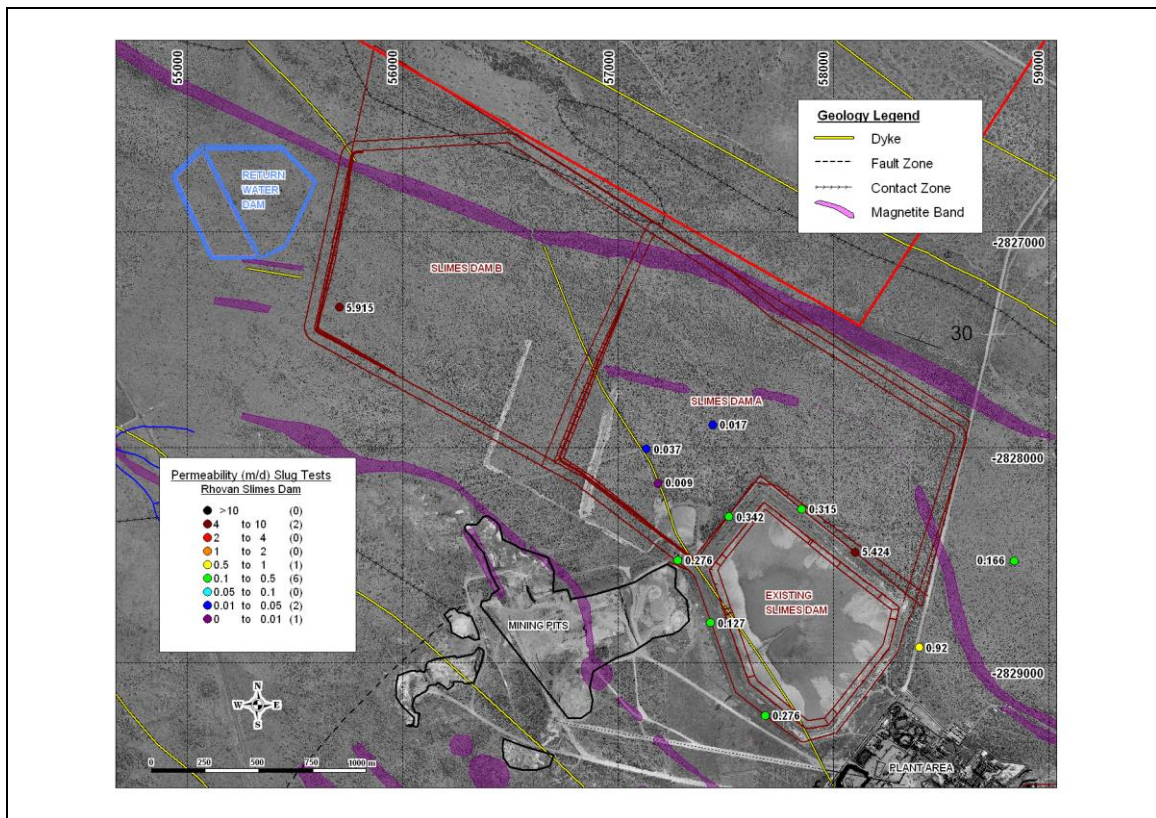 55000
56000
57000
58000
59000
Geology Legend
Dyke
Fault Zone
Contact Zone
Magnetite Band
RETURN
WATER
DAM
-2827000
SLIMES DAM B
5.915
30
SLIMES DAM A
0.017
0.037
-2828000
0.009
Permeability (m/d) Slug Tests
Rhovan Slimes Dam
>10 (0)
4 to 10 (2)
2 to 4 (0)
1 to 2 (0)
0.5 to 1 (1)
0.1 to 0.5 (6)
0.05 to 0.1 (0)
0.01 to 0.05 (2)
0 to 0.01 (1)
0.342
0.315
5.424
0.276
0.166
EXISTING
SLIMES DAM
MINING PITS
0.127
0.92
-2829000
0.276
N
W E
S
0 250 500 750 1000 m
PLANT AREA